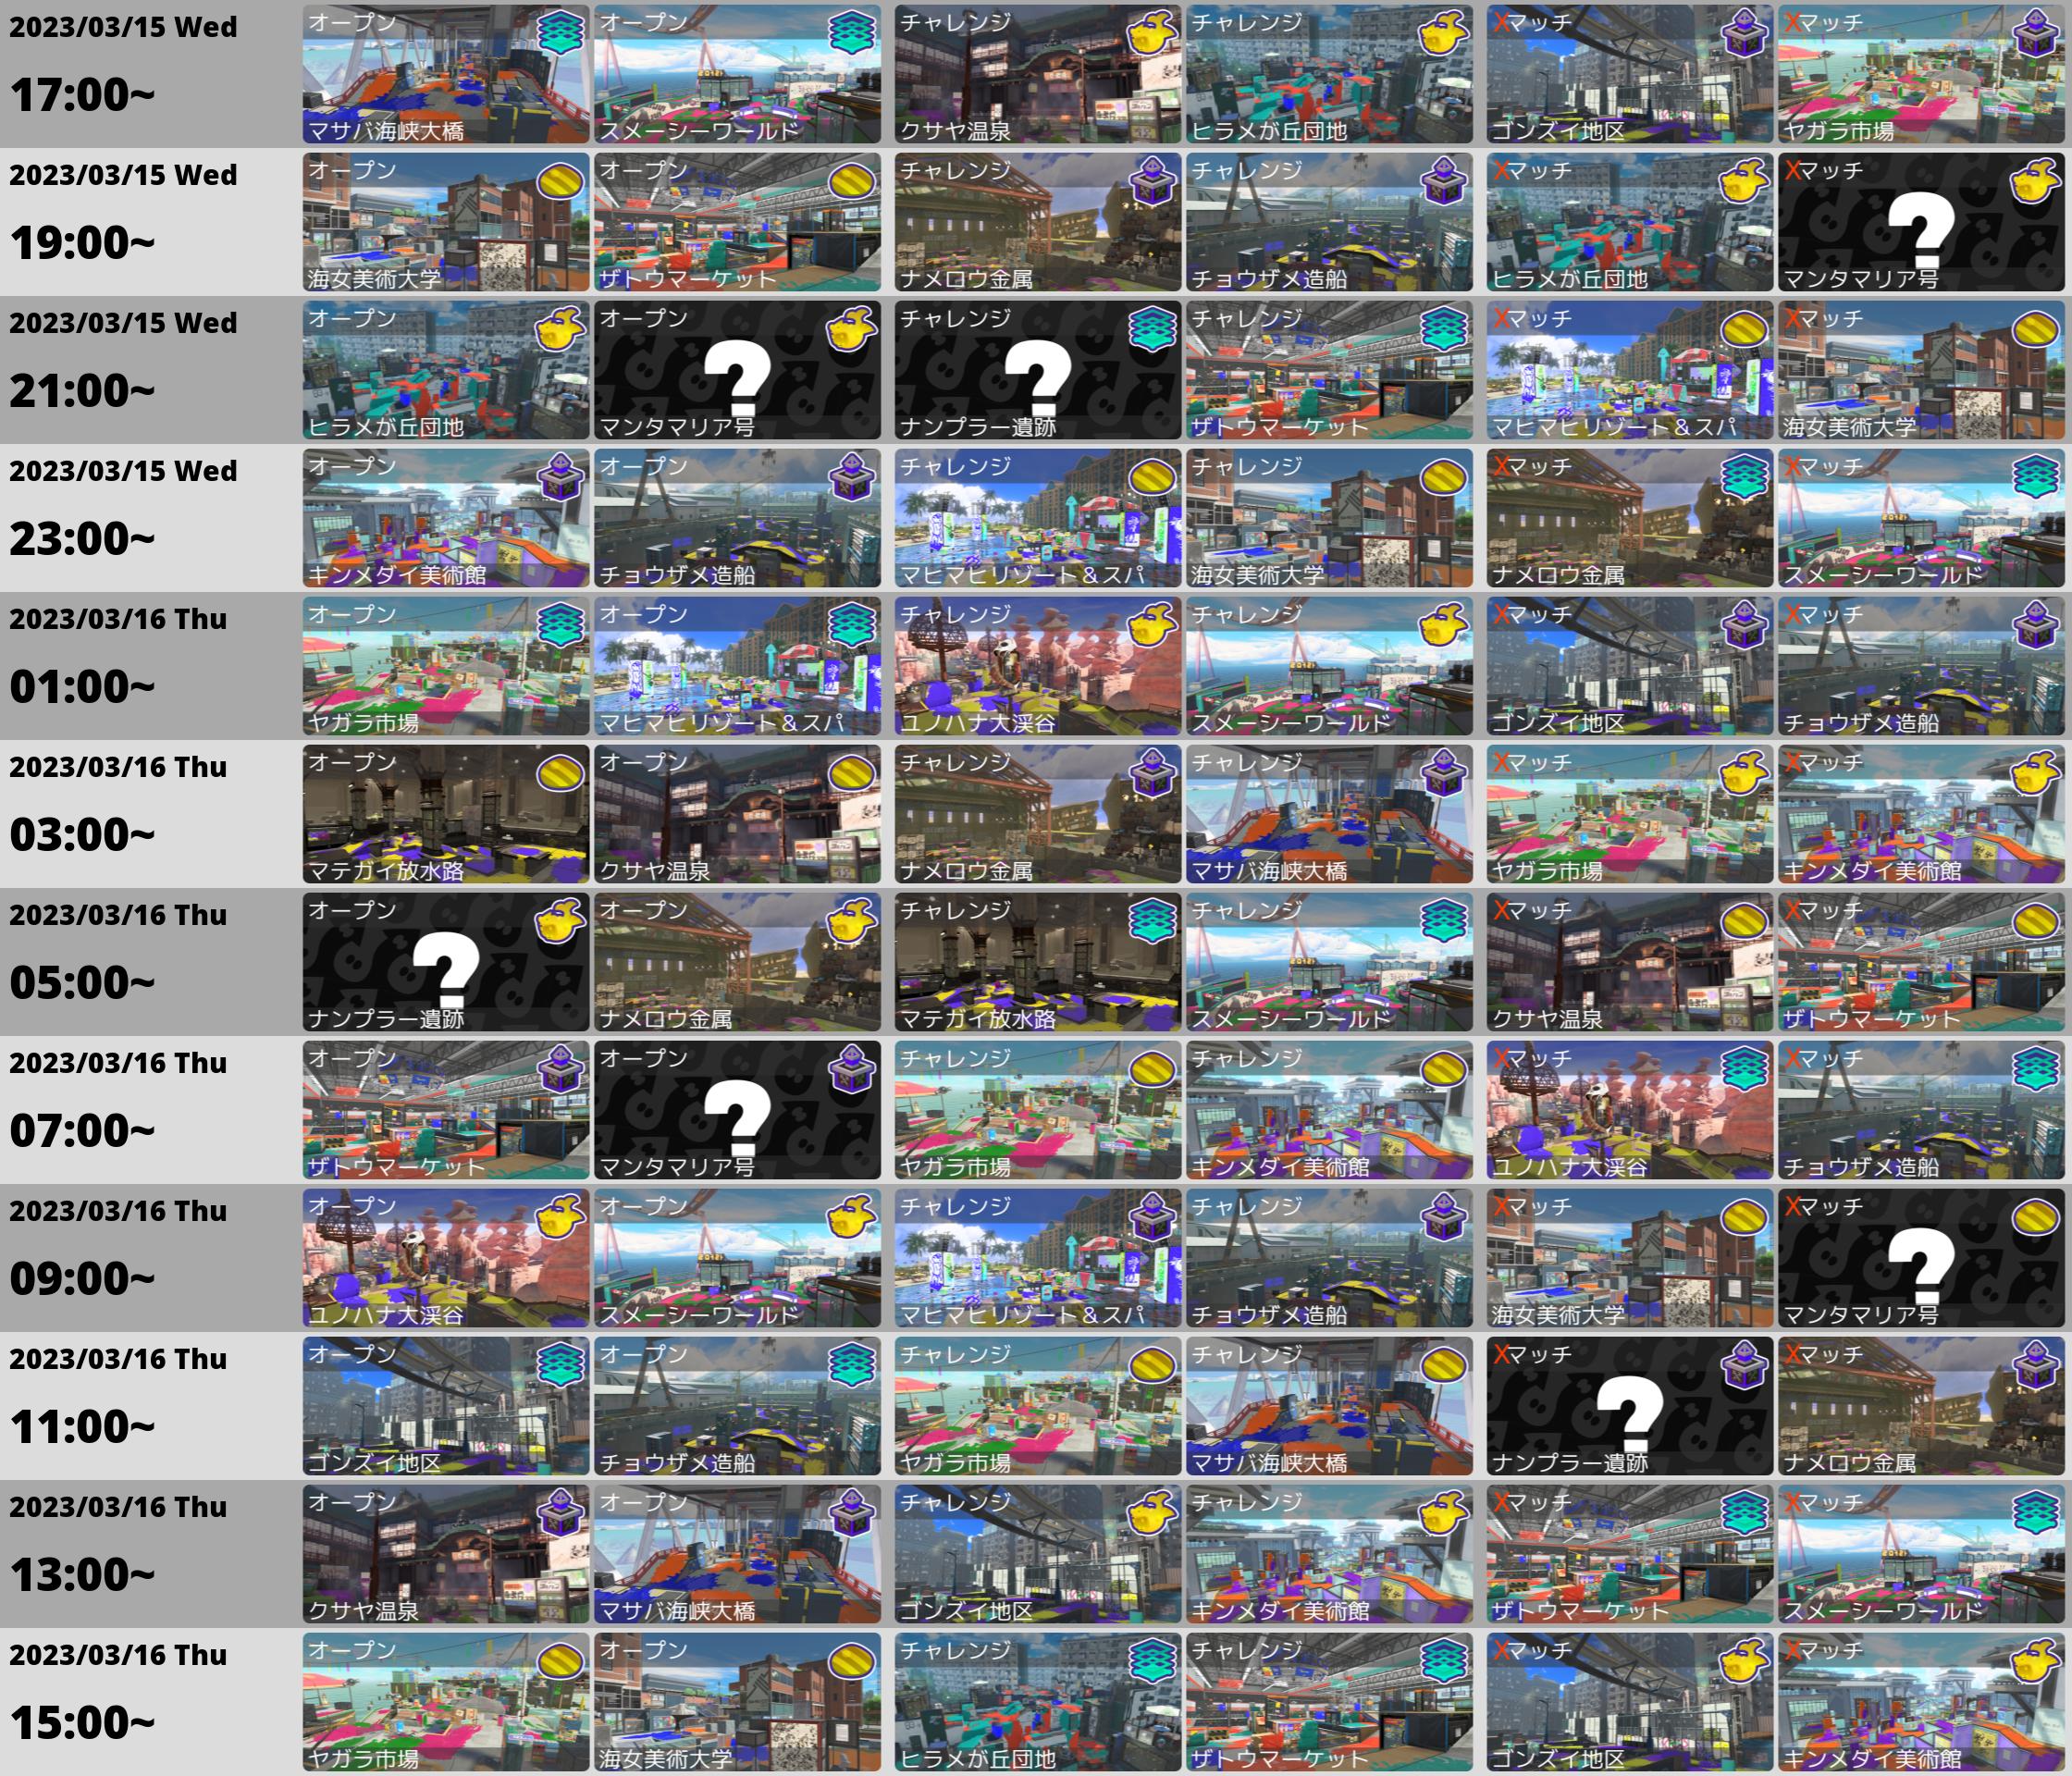 2023/03/15 Wed
17:00~
オープン オープン チャレンジ チャレンジ Xマッチ Xマッチ
マサバ海峡大橋 スメーシーワールド クサヤ温泉 ヒラメが丘団地 ゴンズイ地区 ヤガラ市場
2023/03/15 Wed
19:00~
オープン オープン チャレンジ チャレンジ Xマッチ Xマッチ
海女美術大学 ザトウマーケット ナメロウ金属 チョウザメ造船 ヒラメが丘団地 マンタマリア号
2023/03/15 Wed
21:00~
オープン オープン チャレンジ チャレンジ Xマッチ Xマッチ
ヒラメが丘団地 マンタマリア号 ナンプラー遺跡 ザトウマーケット マヒマヒリゾート&スパ 海女美術大学
2023/03/15 Wed
23:00~
オープン オープン チャレンジ チャレンジ Xマッチ Xマッチ
キンメダイ美術館 チョウザメ造船 マヒマヒリゾート&スパ 海女美術大学 ナメロウ金属 スメーシーワールド
2023/03/16 Thu
01:00~
オープン オープン チャレンジ チャレンジ Xマッチ Xマッチ
ヤガラ市場 マヒマヒリゾート&スパ ユノハナ大渓谷 スメーシーワールド ゴンズイ地区 チョウザメ造船
2023/03/16 Thu
03:00~
オープン オープン チャレンジ チャレンジ Xマッチ Xマッチ
マテガイ放水路 クサヤ温泉 ナメロウ金属 マサバ海峡大橋 ヤガラ市場 キンメダイ美術館
2023/03/16 Thu
05:00~
オープン オープン チャレンジ チャレンジ Xマッチ Xマッチ
ナンプラー遺跡 ナメロウ金属 マテガイ放水路 スメーシーワールド クサヤ温泉 ザトウマーケット
2023/03/16 Thu
07:00~
オープン オープン チャレンジ チャレンジ Xマッチ Xマッチ
ザトウマーケット マンタマリア号 ヤガラ市場 キンメダイ美術館 ユノハナ大渓谷 チョウザメ造船
2023/03/16 Thu
09:00~
オープン オープン チャレンジ チャレンジ Xマッチ Xマッチ
ユノハナ大渓谷 スメーシーワールド マヒマヒリゾート&スパ チョウザメ造船 海女美術大学 マンタマリア号
2023/03/16 Thu
11:00~
オープン オープン チャレンジ チャレンジ Xマッチ Xマッチ
ゴンズイ地区 チョウザメ造船 ヤガラ市場 マサバ海峡大橋 ナンプラー遺跡 ナメロウ金属
2023/03/16 Thu
13:00~
オープン オープン チャレンジ チャレンジ Xマッチ Xマッチ
クサヤ温泉 マサバ海峡大橋 ゴンズイ地区 キンメダイ美術館 ザトウマーケット スメーシーワールド
2023/03/16 Thu
15:00~
オープン オープン チャレンジ チャレンジ Xマッチ Xマッチ
ヤガラ市場 海女美術大学 ヒラメが丘団地 ザトウマーケット ゴンズイ地区 キンメダイ美術館